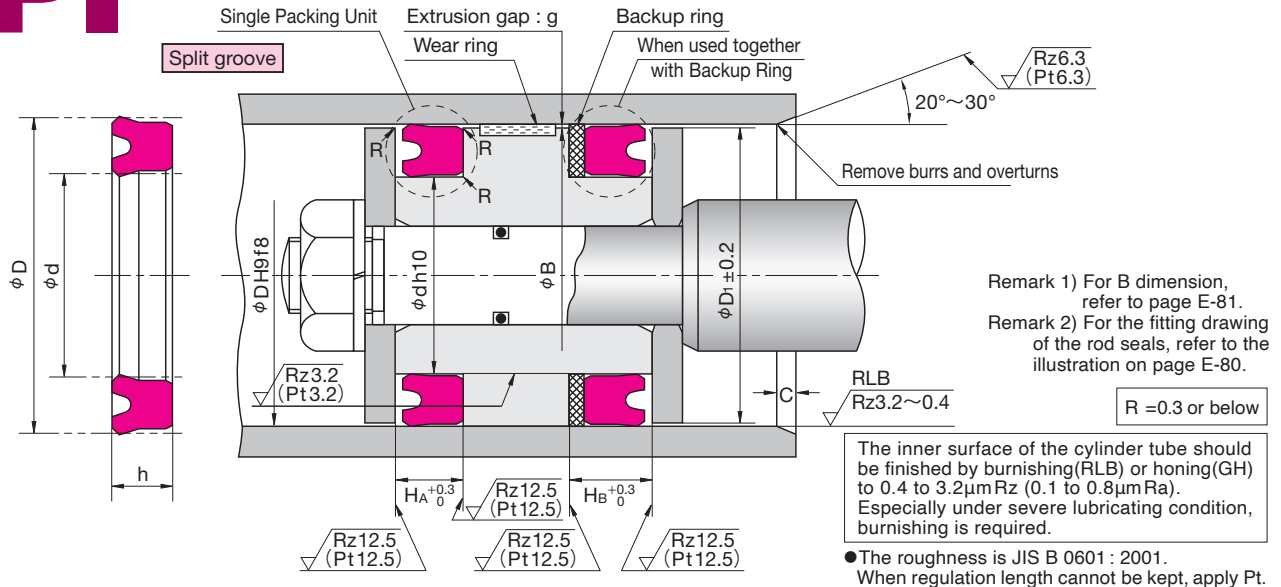 Single Packing Unit
Extrusion gap : g
Backup ring
Wear ring
When used together
with Backup Ring
Split groove
Rz6.3
(Pt6.3)
20°～30°
R
R
R
Remove burrs and overturns
φD
φd
φDH9f8
φdh10
φB
φD1±0.2
Remark 1) For B dimension,
refer to page E-81.
Remark 2) For the fitting drawing
of the rod seals, refer to the
illustration on page E-80.
Rz3.2
(Pt3.2)
C
RLB
Rz3.2～0.4
R =0.3 or below
h
HA +0.3 0
Rz12.5
(Pt12.5)
HB +0.3 0
Rz12.5
(Pt12.5)
Rz12.5
(Pt12.5)
Rz12.5
(Pt12.5)
The inner surface of the cylinder tube should
be finished by burnishing(RLB) or honing(GH)
to 0.4 to 3.2μmRz (0.1 to 0.8μmRa).
Especially under severe lubricating condition,
burnishing is required.
●The roughness is JIS B 0601 : 2001.
When regulation length cannot be kept, apply Pt.